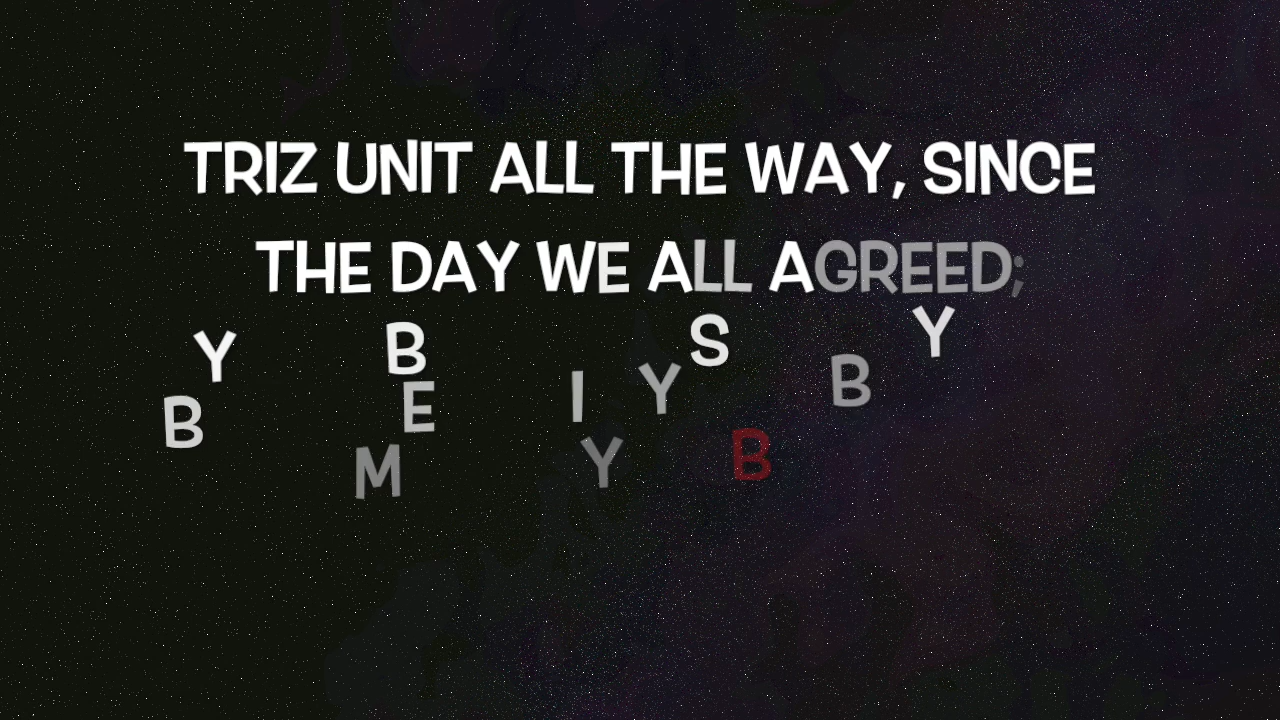 TRIZ UNIT ALL THE WAY, SINCE
THE DAY WE ALL AGREED;
Y B S Y
B E I Y B
M Y B